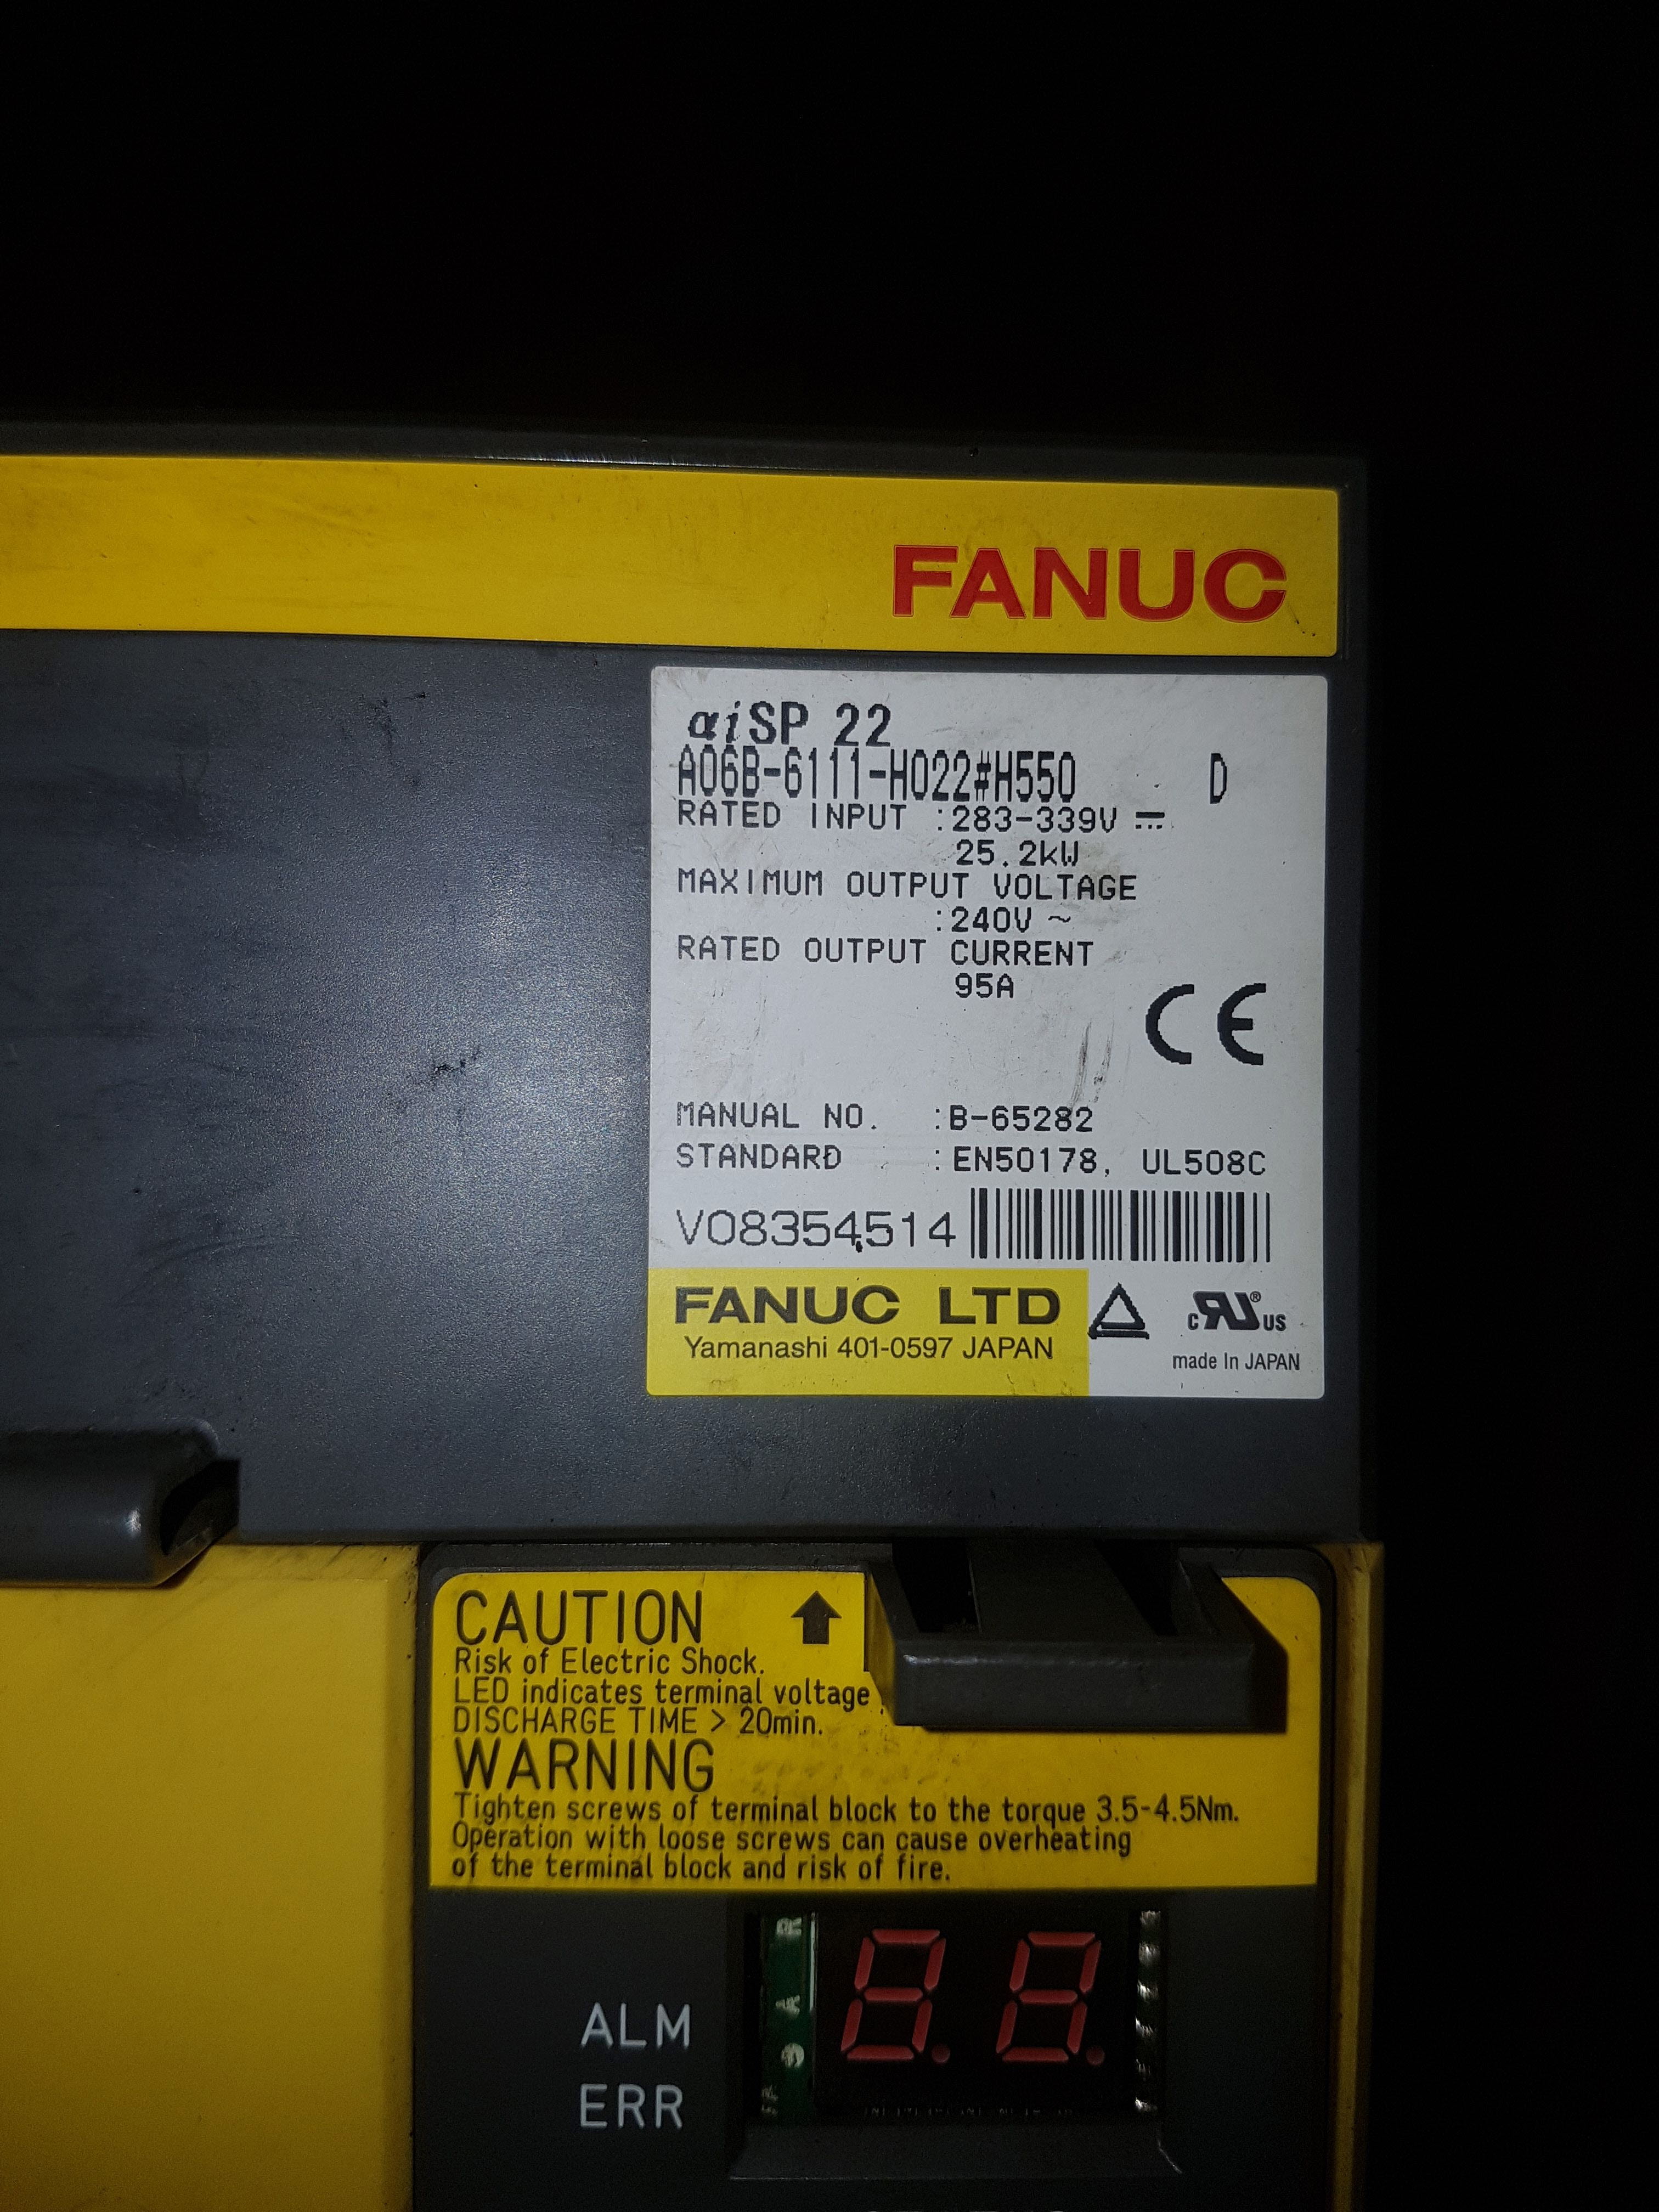 FANUC
αiSP 22
A06B-6111-H022#H550 D
RATED INPUT :283-339V ⎓
25.2kW
MAXIMUM OUTPUT VOLTAGE
:240V ~
RATED OUTPUT CURRENT
95A
CE
MANUAL NO. :B-65282
STANDARD :EN50178, UL508C
V08354514
FANUC LTD
Yamanashi 401-0597 JAPAN
c RU ® US
made in JAPAN
CAUTION
Risk of Electric Shock.
LED indicates terminal voltage
DISCHARGE TIME > 20min.
WARNING
Tighten screws of terminal block to the torque 3.5-4.5Nm.
Operation with loose screws can cause overheating
of the terminal block and risk of fire.
8.8.
ALM
ERR